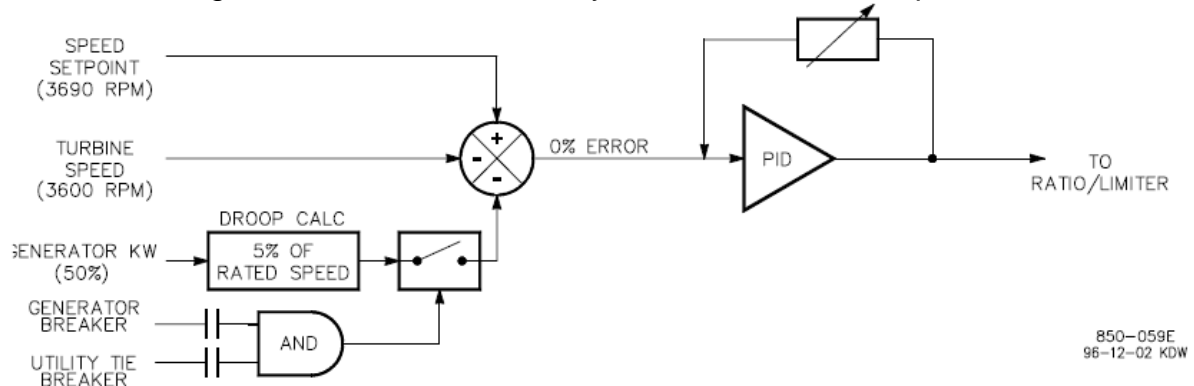 SPEED
SETPOINT
(3690 RPM)
+
-
-
0% ERROR
PID
TO
RATIO/LIMITER
TURBINE
SPEED
(3600 RPM)
DROOP CALC
5% OF
RATED SPEED
GENERATOR KW
(50%)
GENERATOR
BREAKER
AND
UTILITY TIE
BREAKER
850-059E
96-12-02 KDW